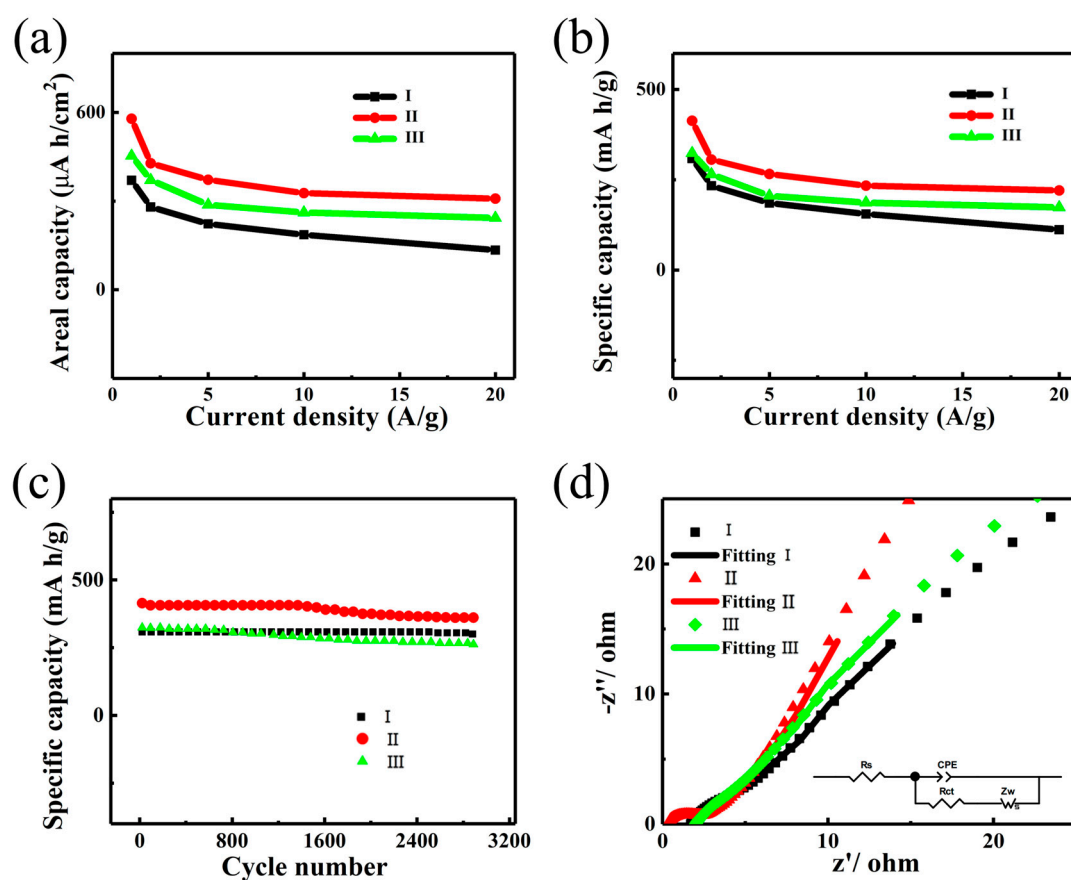 (a)
Areal capacity (μA h/cm²)
600
0
I
II
III
0 5 10 15 20
Current density (A/g)
(b)
Specific capacity (mA h/g)
500
0
I
II
III
0 5 10 15 20
Current density (A/g)
(c)
Specific capacity (mA h/g)
500
0
I
II
III
0 800 1600 2400 3200
Cycle number
(d)
-z''/ ohm
20
10
0
I
Fitting I
II
Fitting II
III
Fitting III
Rs CPE
Rct Zw
s
0 10 20
z'/ ohm